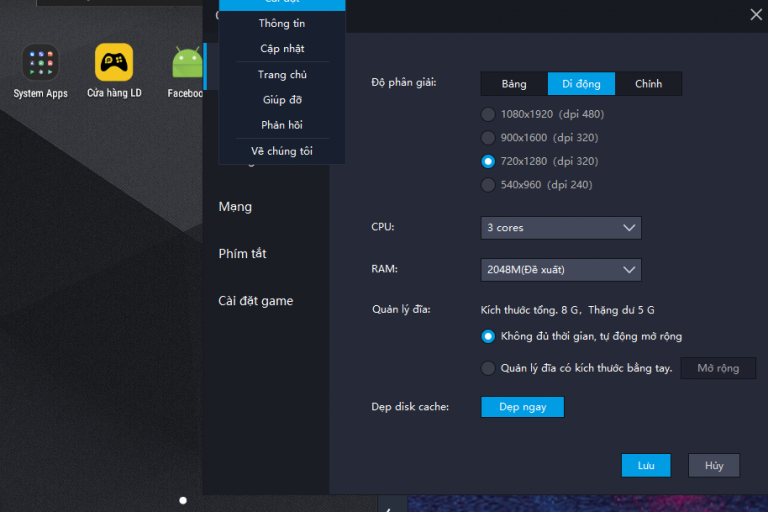 Thông tin
Cập nhật
Trang chủ
Giúp đỡ
Phản hồi
Về chúng tôi
System Apps
Cửa hàng LD
Faceboo
Mạng
Phím tắt
Cài đặt game
Độ phân giải:
Bảng
Di động
Chỉnh
1080x1920 (dpi 480)
900x1600 (dpi 320)
720x1280 (dpi 320)
540x960 (dpi 240)
CPU:
3 cores
RAM:
2048M(Đề xuất)
Quản lý đĩa:
Kích thước tổng. 8 G, Thặng dư 5 G
Không đủ thời gian, tự động mở rộng
Quản lý đĩa có kích thước bằng tay.
Mở rộng
Dẹp disk cache:
Dẹp ngay
Lưu
Hủy